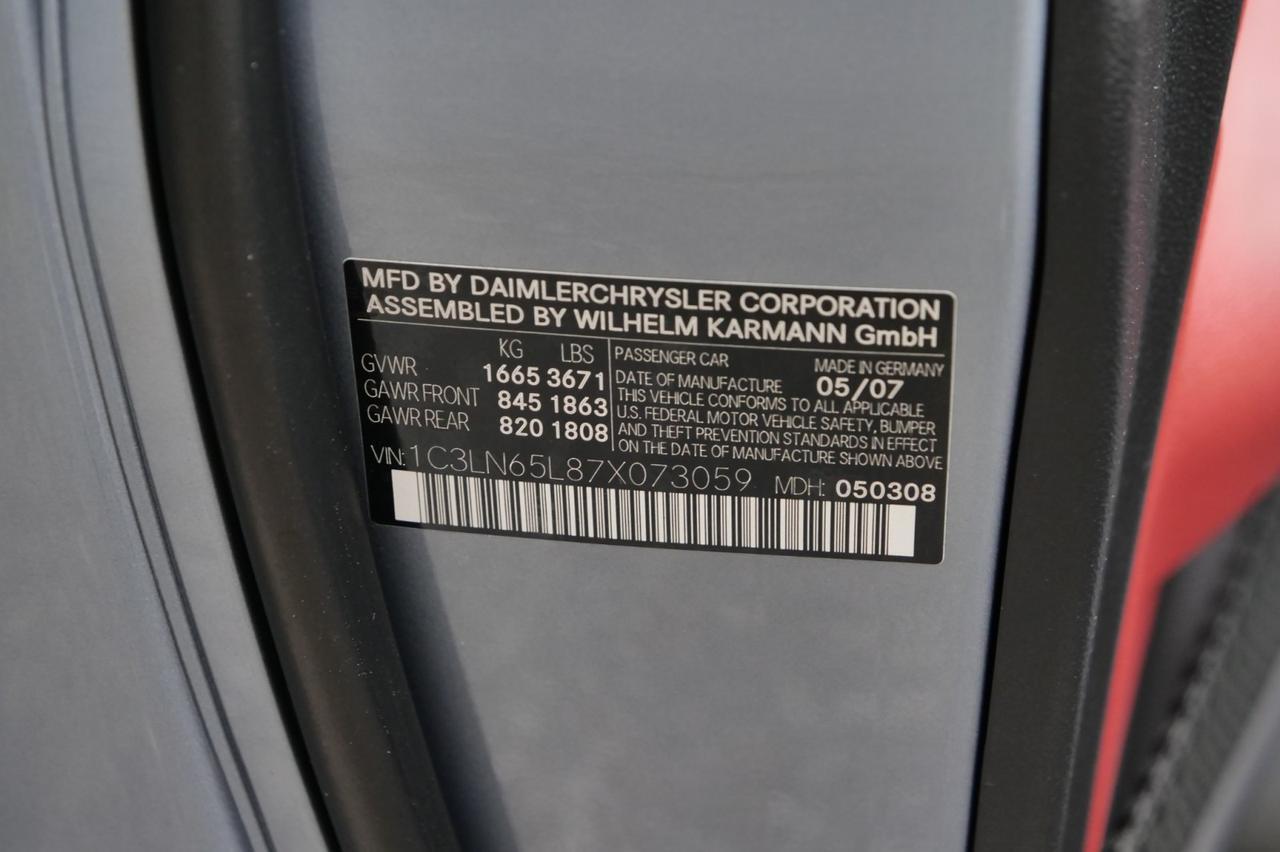 MFD BY DAIMLERCHRYSLER CORPORATION
ASSEMBLED BY WILHELM KARMANN GmbH
KG LBS
GVWR 1665 3671
GAWR FRONT 845 1863
GAWR REAR 820 1808
PASSENGER CAR MADE IN GERMANY
DATE OF MANUFACTURE 05/07
THIS VEHICLE CONFORMS TO ALL APPLICABLE
U.S. FEDERAL MOTOR VEHICLE SAFETY, BUMPER
AND THEFT PREVENTION STANDARDS IN EFFECT
ON THE DATE OF MANUFACTURE SHOWN ABOVE
VIN: 1C3LN65L87X073059 MDH: 050308